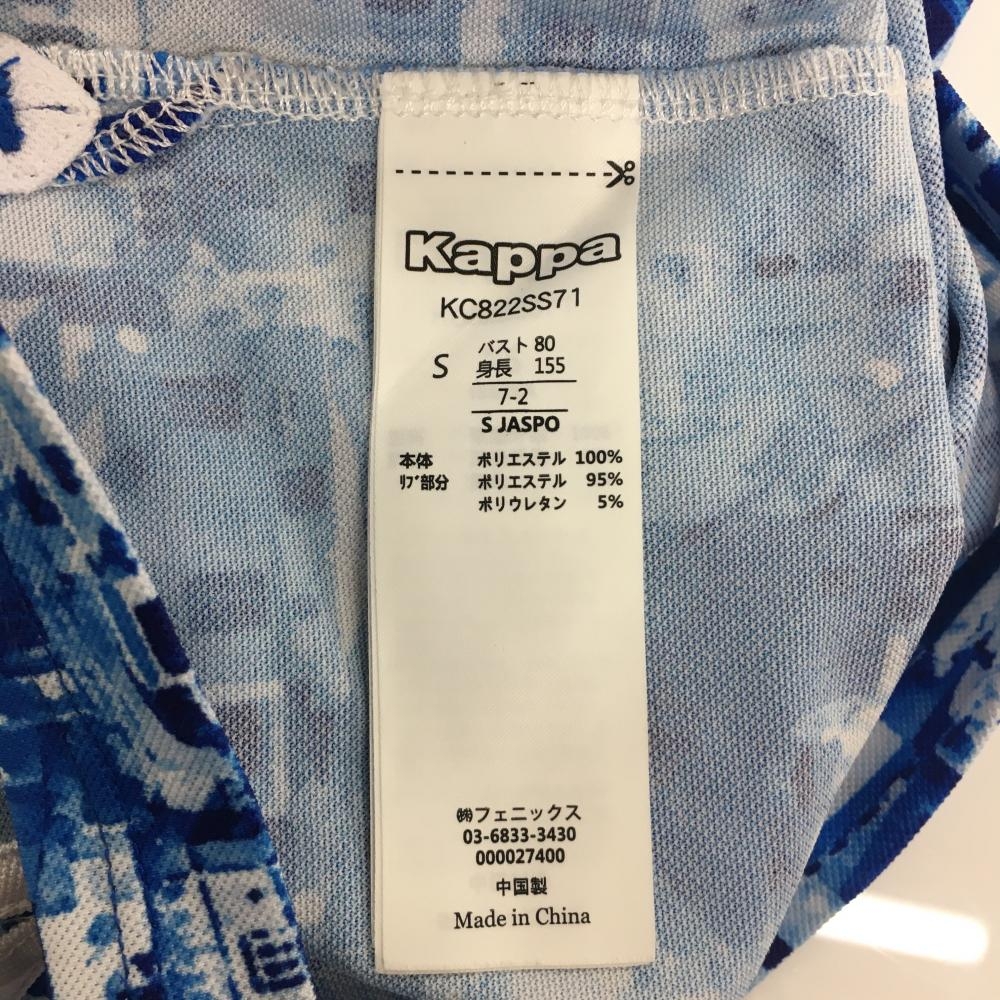 Kappa
KC822SS71
バスト 80
S 身長 155
7-2
S JASPO
本体 ポリエステル 100%
ﾘﾌﾞ部分 ポリエステル 95%
ポリウレタン 5%
㈱フェニックス
03-6833-3430
000027400
中国製
Made in China